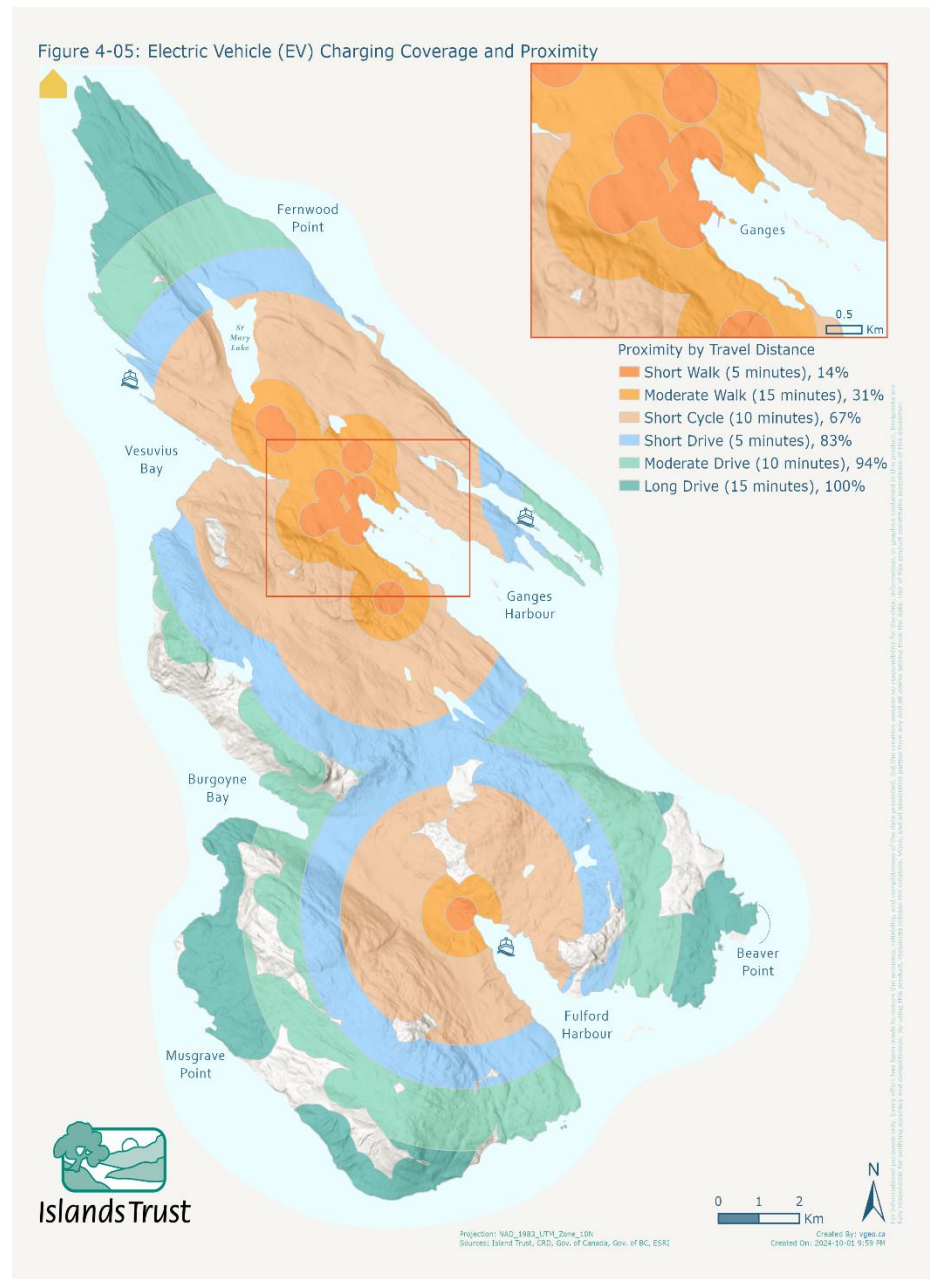 Figure 4-05: Electric Vehicle (EV) Charging Coverage and Proximity
Fernwood
Point
Ganges
0.5
Km
St
Mary
Lake
Proximity by Travel Distance
Short Walk (5 minutes), 14%
Moderate Walk (15 minutes), 31%
Short Cycle (10 minutes), 67%
Short Drive (5 minutes), 83%
Moderate Drive (10 minutes), 94%
Long Drive (15 minutes), 100%
Vesuvius
Bay
Ganges
Harbour
Burgoyne
Bay
Beaver
Point
Fulford
Harbour
Musgrave
Point
Islands Trust
N
0 1 2
Km
Projection: NAD_1983_UTM_Zone_10N
Sources: Island Trust, CRD, Gov. of Canada, Gov. of BC, ESRI
Created By: vgeo.ca
Created On: 2024-10-01 9:59 PM